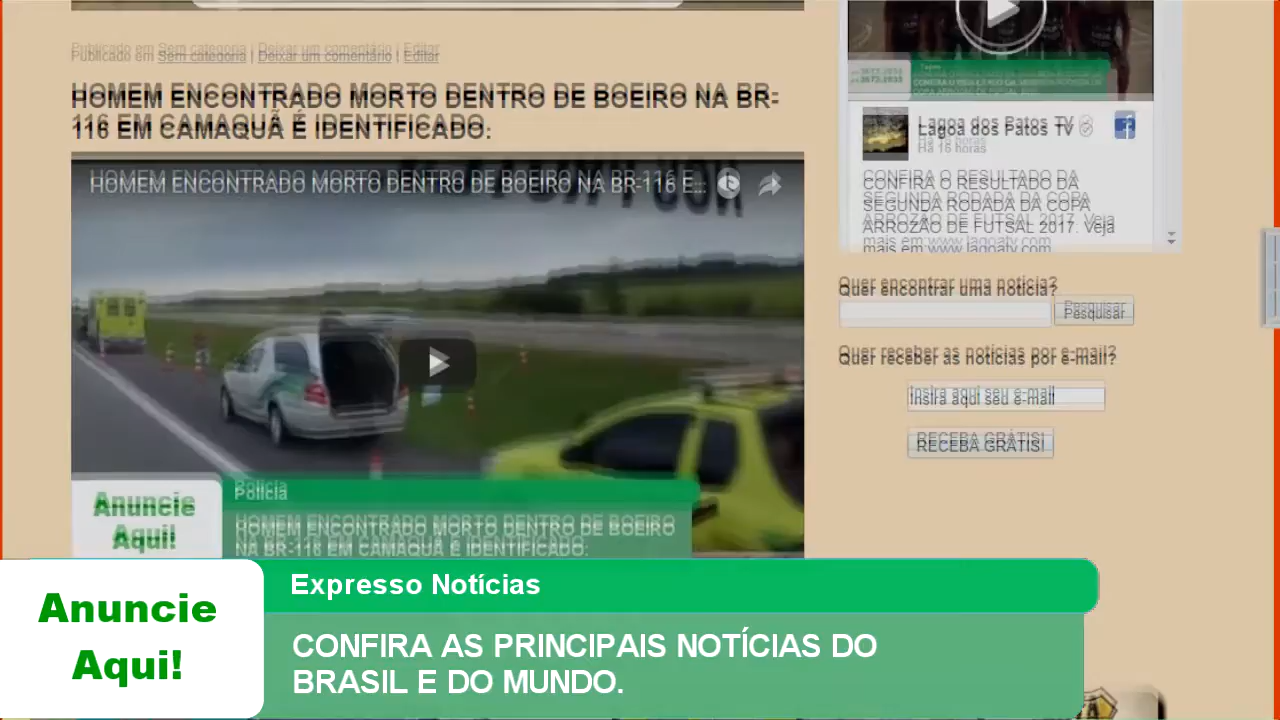 Publicado em Sem categoria | Deixar um comentário | Editar
HOMEM ENCONTRADO MORTO DENTRO DE BOEIRO NA BR-
116 EM CAMAQUÃ É IDENTIFICADO:
HOMEM ENCONTRADO MORTO DENTRO DE BOEIRO NA BR-116 E...
Anuncie
Aqui!
Polícia
HOMEM ENCONTRADO MORTO DENTRO DE BOEIRO
NA BR-116 EM CAMAQUÃ É IDENTIFICADO:
Lagoa dos Patos TV
Há 16 horas
CONFIRA O RESULTADO DA
SEGUNDA RODADA DA COPA
ARROZÃO DE FUTSAL 2017. Veja
mais em www.lagoatv.com
Quer encontrar uma notícia?
Pesquisar
Quer receber as notícias por e-mail?
Insira aqui seu e-mail
RECEBA GRÁTIS!
Anuncie
Aqui!
Expresso Notícias
CONFIRA AS PRINCIPAIS NOTÍCIAS DO
BRASIL E DO MUNDO.